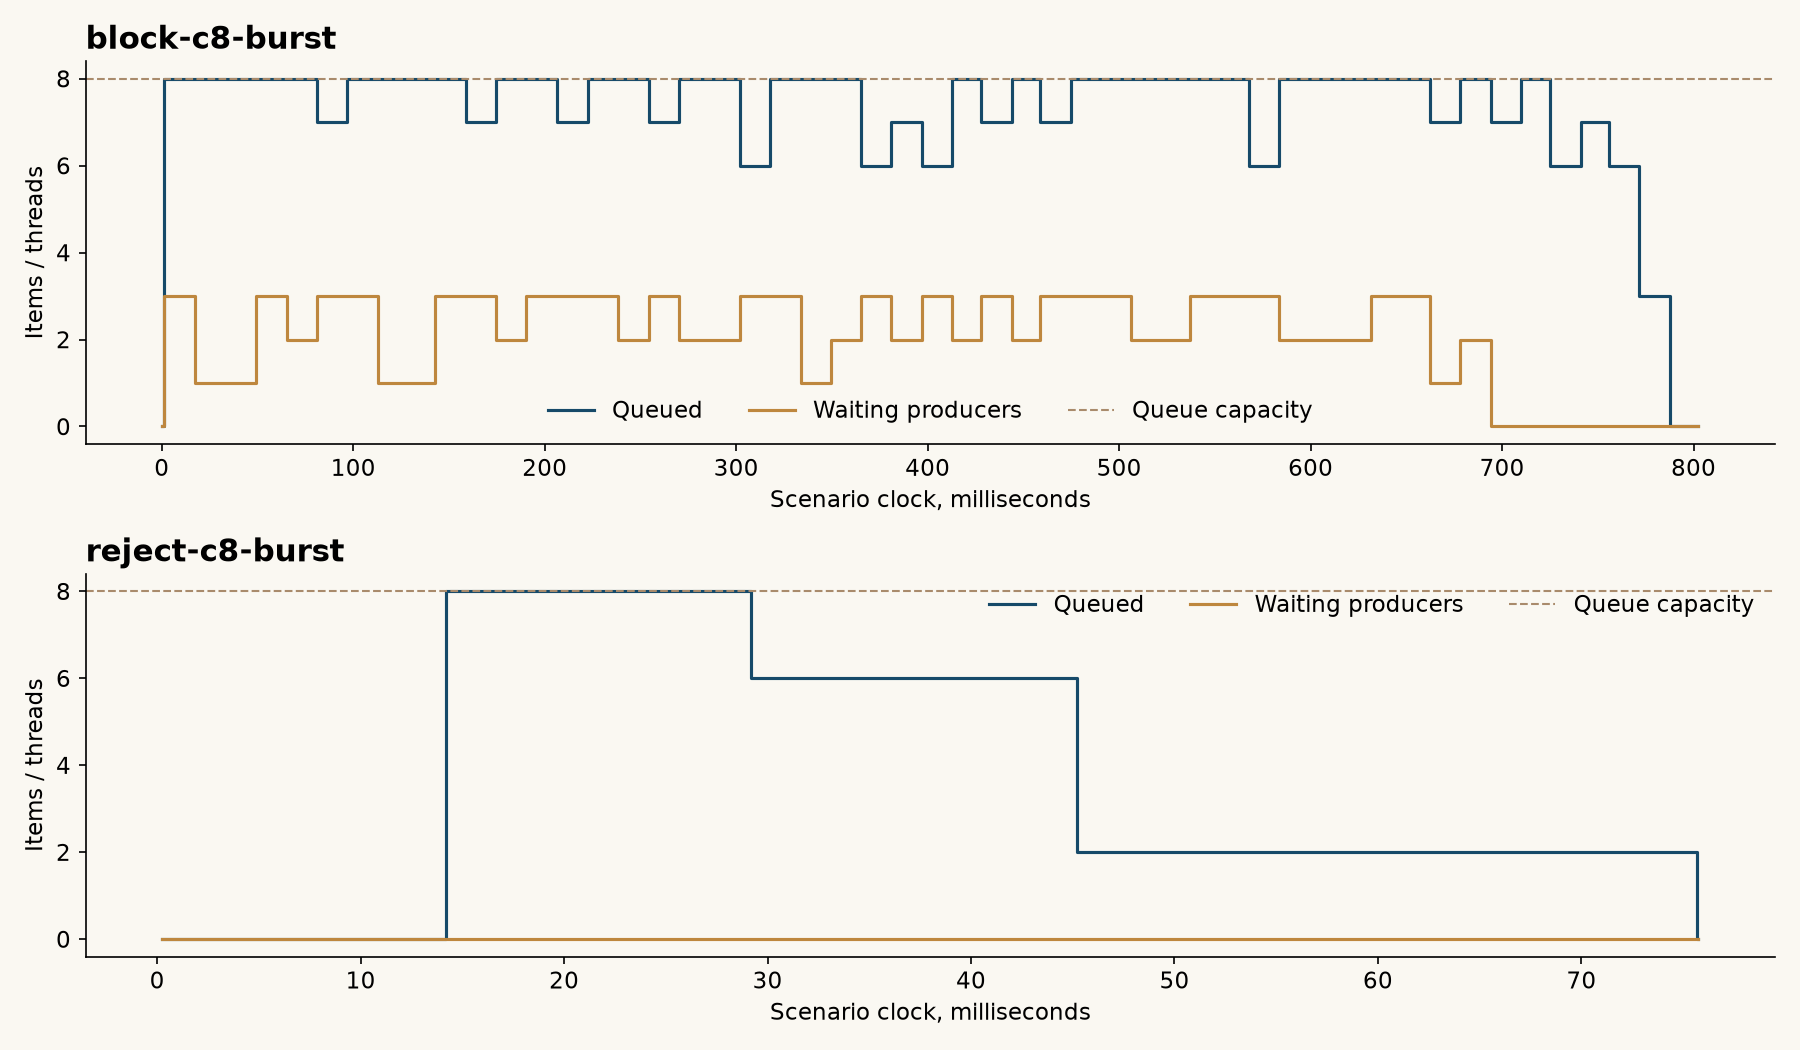 block-c8-burst
8
6
4
2
0
Items / threads
Queued Waiting producers Queue capacity
0 100 200 300 400 500 600 700 800
Scenario clock, milliseconds
reject-c8-burst
8
6
4
2
0
Items / threads
Queued Waiting producers Queue capacity
0 10 20 30 40 50 60 70
Scenario clock, milliseconds